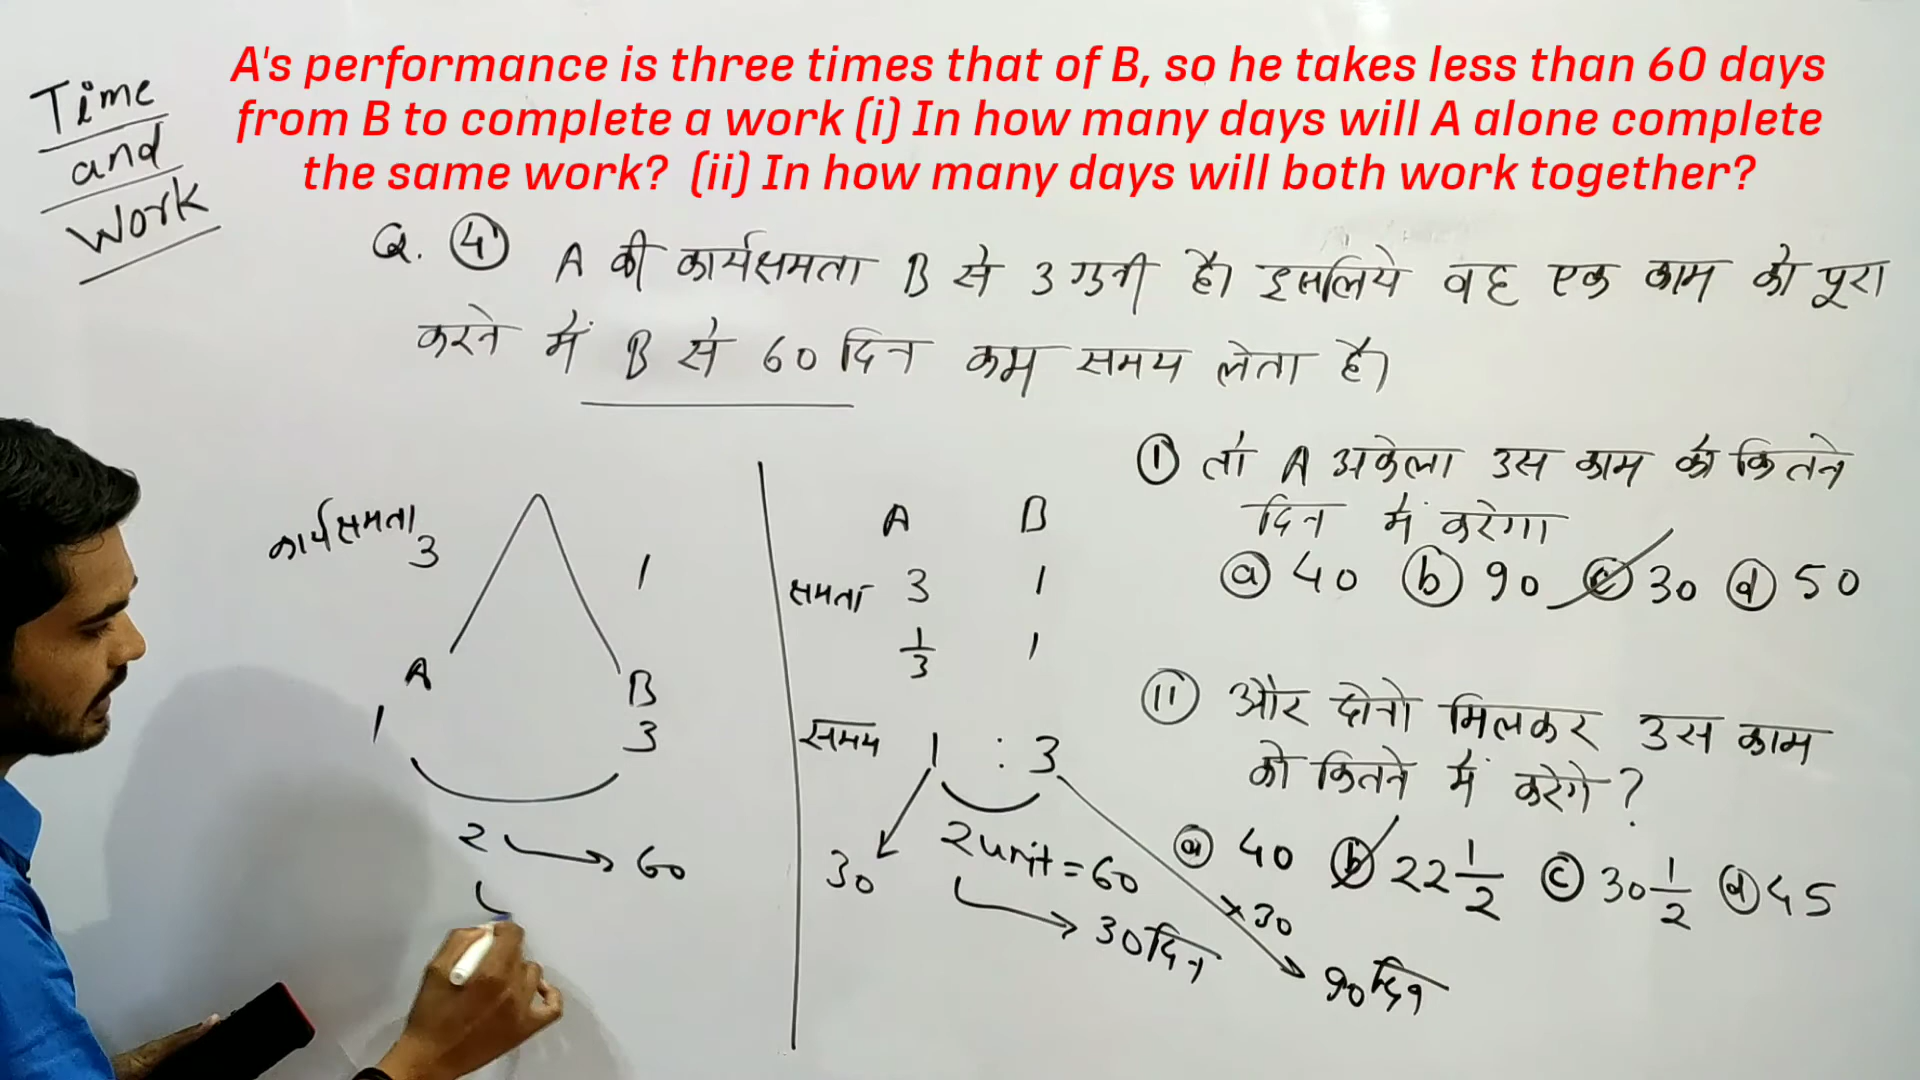 A's performance is three times that of B, so he takes less than 60 days
from B to complete a work (i) In how many days will A alone complete
the same work? (ii) In how many days will both work together?
Time
and
Work
Q. ④ A की कार्यक्षमता B से 3 गुनी है। इसलिये वह एक काम को पूरा
करने में B से 60 दिन कम समय लेता है।
① तो A अकेला उस काम को कितने
दिन में करेगा
ⓐ 40 ⓑ 90 ⓒ 30 ⓓ 50
⑪ और दोनो मिलकर उस काम
को कितने में करेगे ?
ⓐ 40 ⓑ 22 1/2 ⓒ 30 1/2 ⓓ 45
कार्यक्षमता
3 1
A B
1 3
2 → 60
A B
क्षमता 3 1
1/3 1
समय 1 : 3
30 2 unit = 60
→ 30 दिन
×30
90 दिन